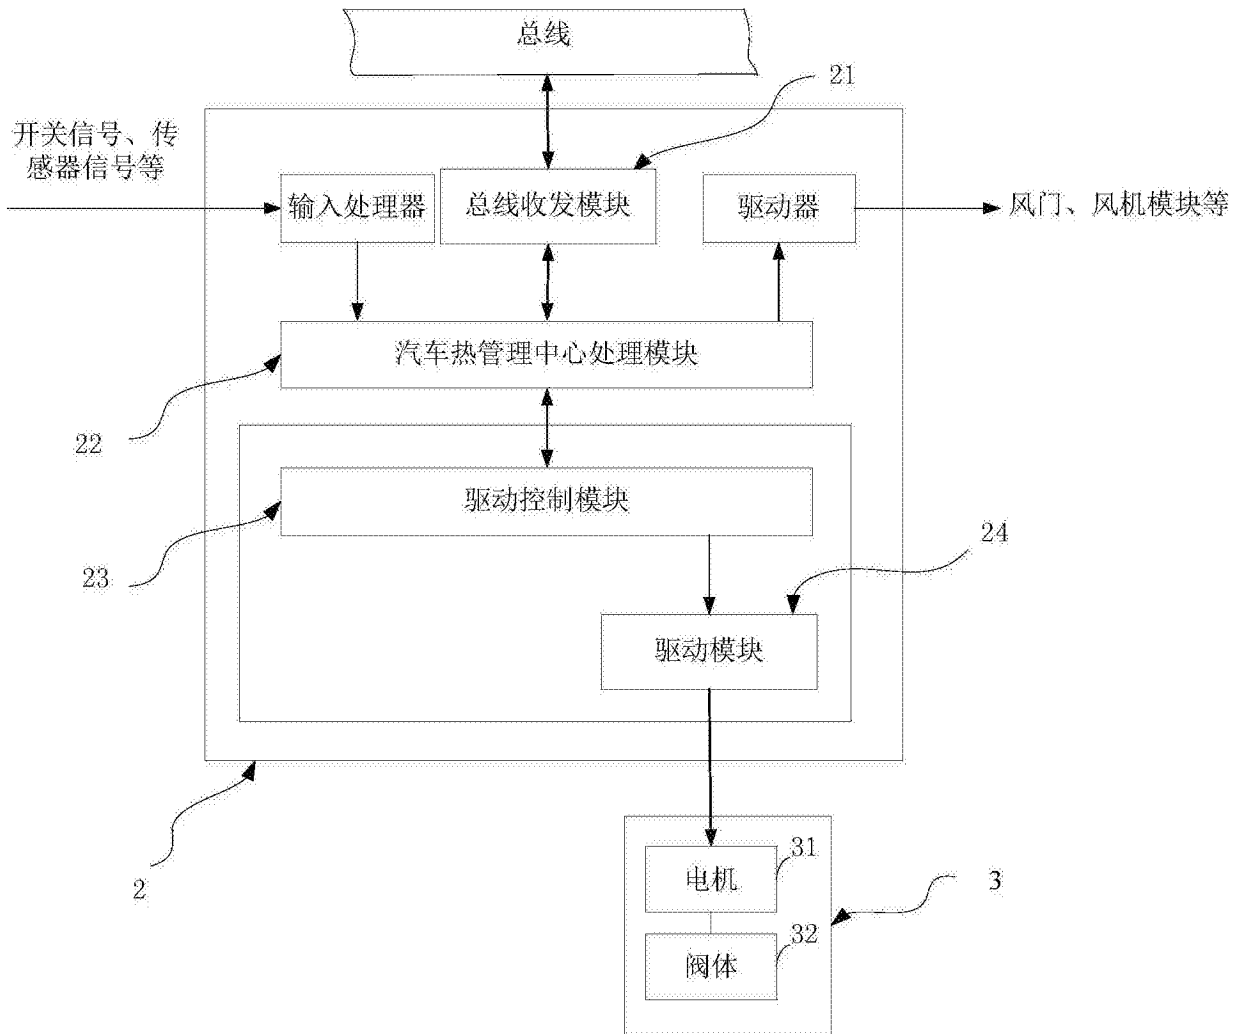 总线
21
开关信号、传
感器信号等
输入处理器
总线收发模块
驱动器
风门、风机模块等
汽车热管理中心处理模块
22
驱动控制模块
23
24
驱动模块
2
电机
31
3
阀体
32